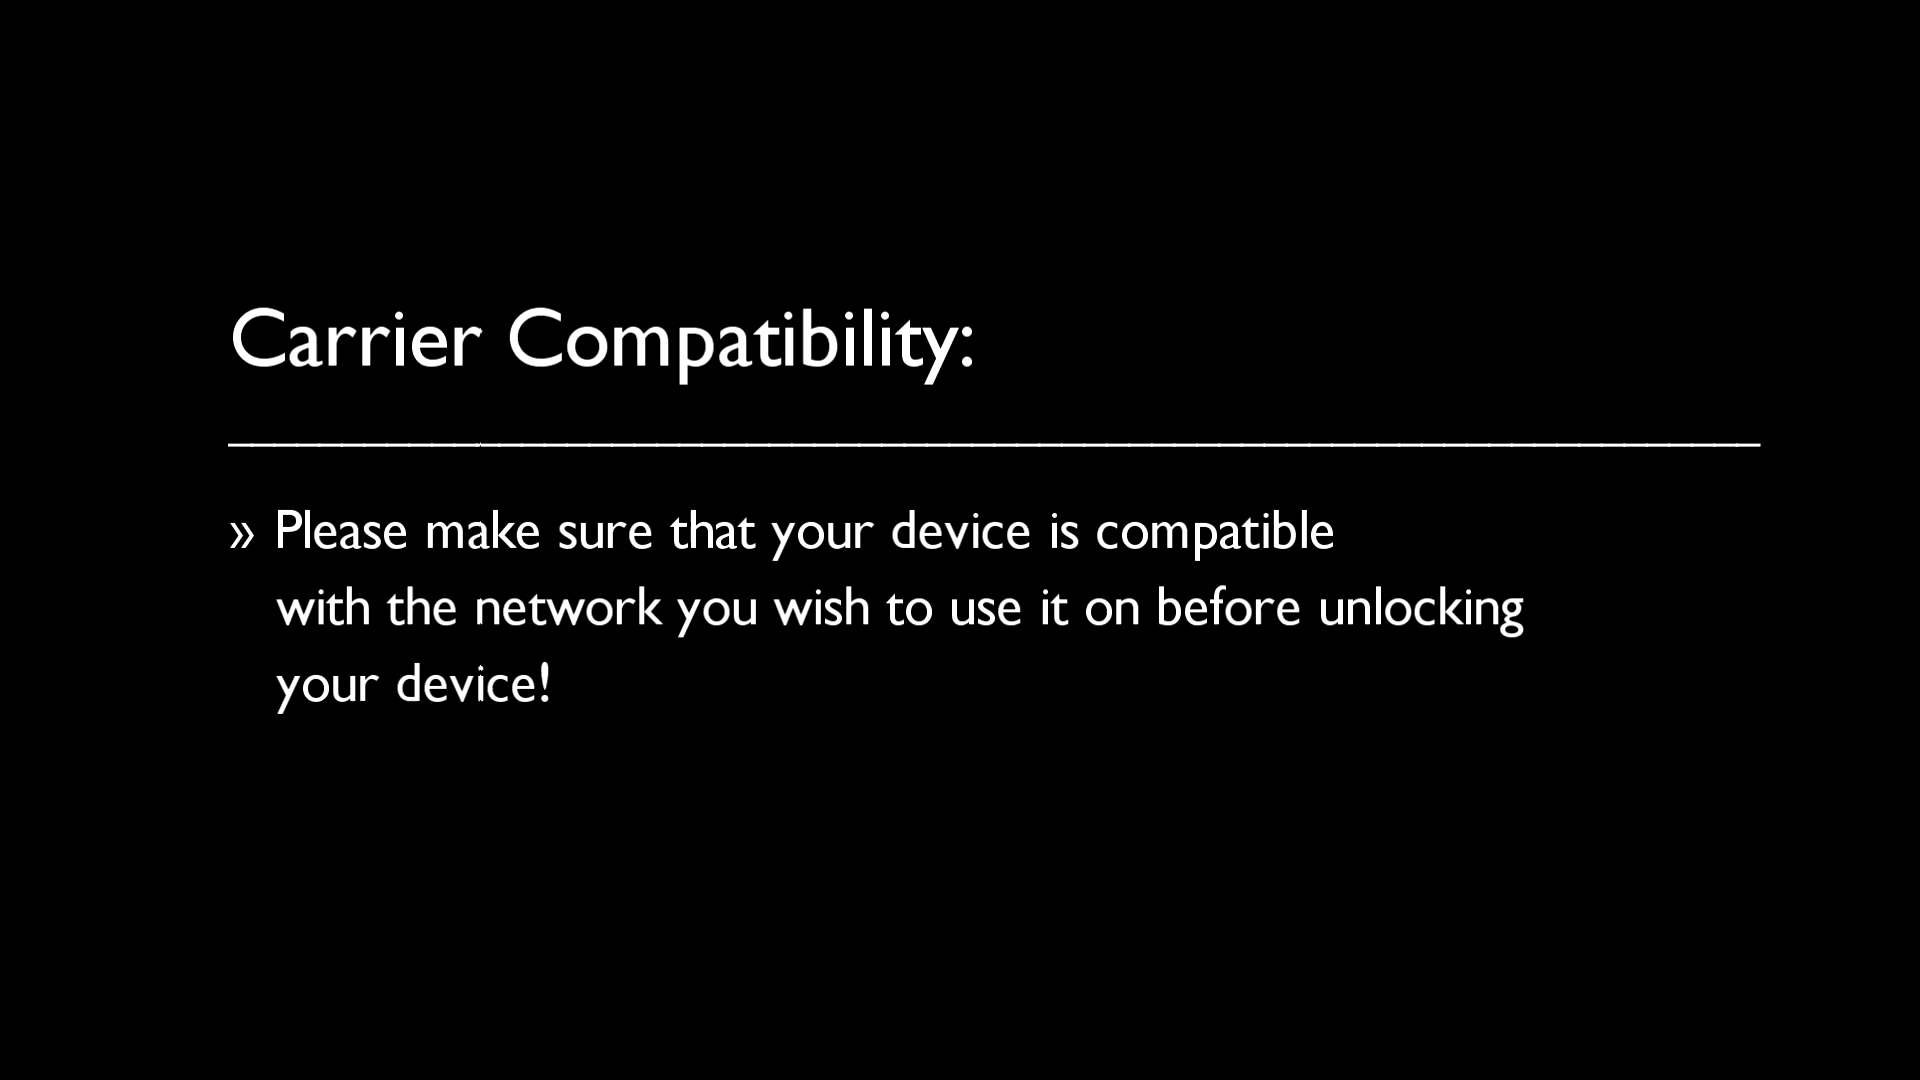 Carrier Compatibility:
» Please make sure that your device is compatible
with the network you wish to use it on before unlocking
your device!